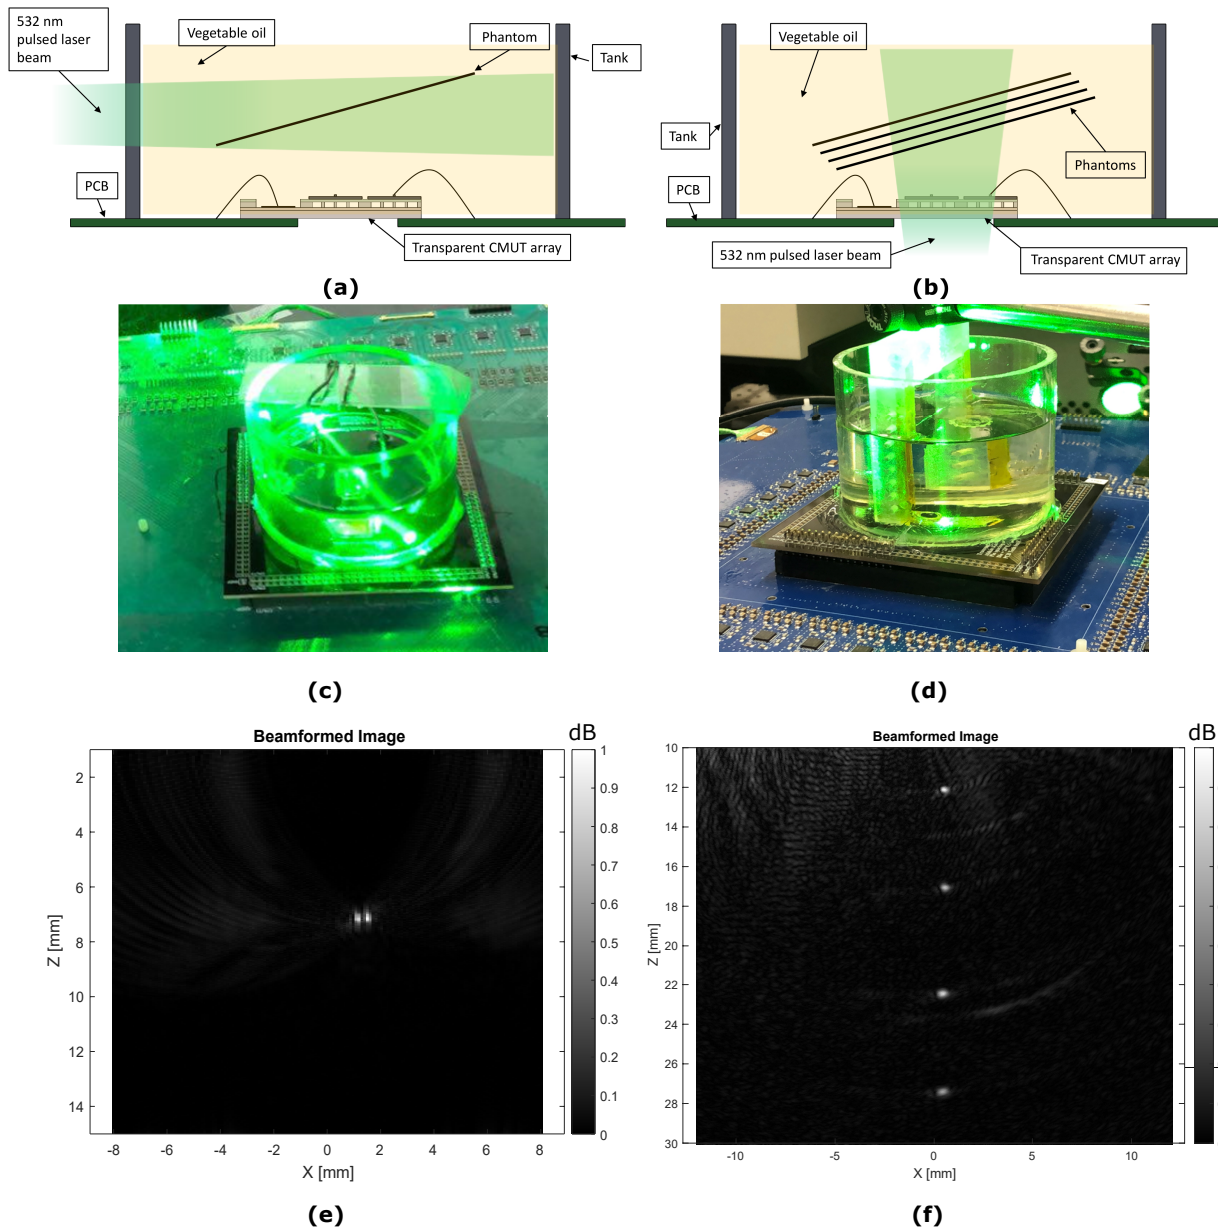 532 nm
pulsed laser
beam
Vegetable oil
Phantom
Tank
PCB
Transparent CMUT array
(a)
Vegetable oil
Tank
Phantoms
PCB
532 nm pulsed laser beam
Transparent CMUT array
(b)
(c)
(d)
Beamformed Image
dB
1
0.9
0.8
0.7
0.6
0.5
0.4
0.3
0.2
0.1
0
2
4
6
8
10
12
14
Z [mm]
-8
-6
-4
-2
0
2
4
6
8
X [mm]
(e)
Beamformed Image
dB
10
12
14
16
18
20
22
24
26
28
30
Z [mm]
-10
-5
0
5
10
X [mm]
(f)